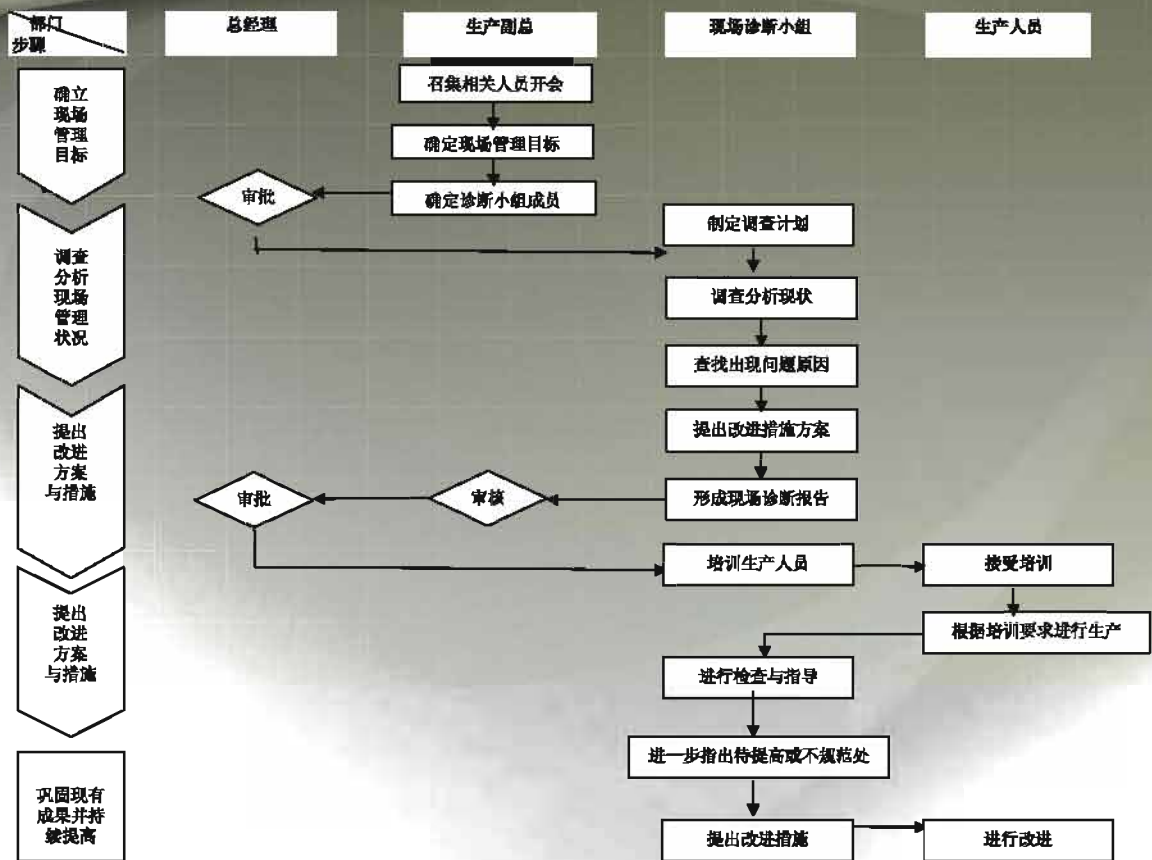 部门
步骤
总经理
生产副总
现场诊断小组
生产人员
确立
现场
管理
目标
召集相关人员开会
确定现场管理目标
审批
确定诊断小组成员
调查
分析
现场
管理
状况
制定调查计划
调查分析现状
查找出现问题原因
提出
改进
方案
与措施
提出改进措施方案
审批
审核
形成现场诊断报告
提出
改进
方案
与措施
培训生产人员
接受培训
根据培训要求进行生产
进行检查与指导
进一步指出待提高或不规范处
巩固现有
成果并持
续提高
提出改进措施
进行改进